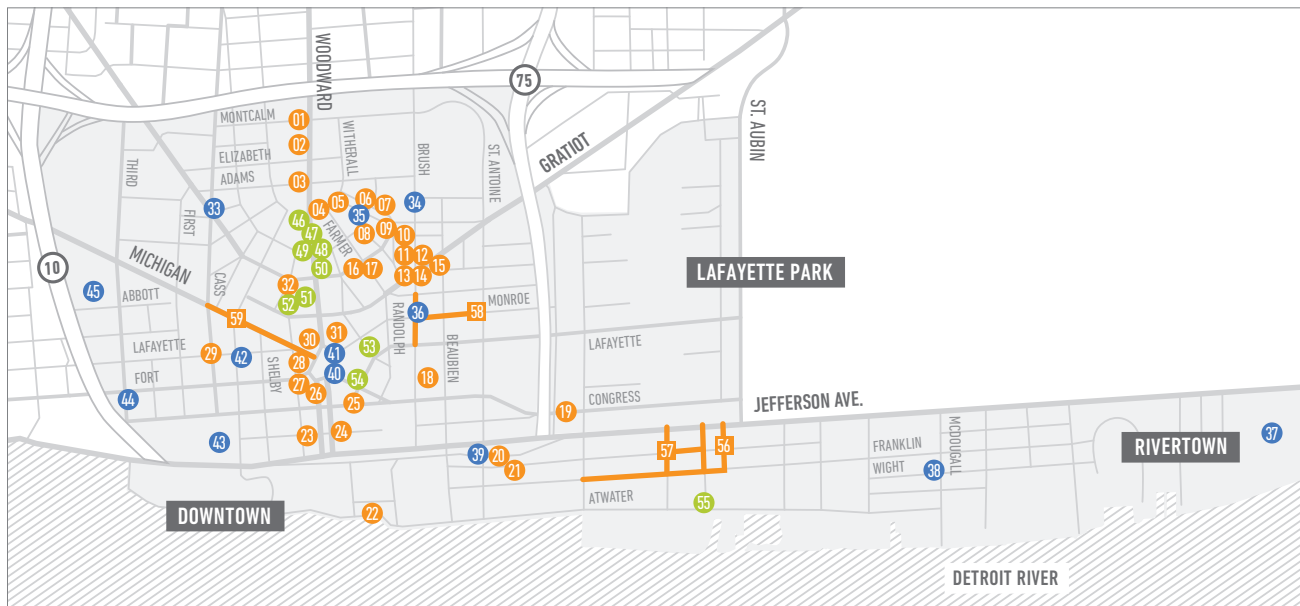 WOODWARD
75
MONTCALM
01
WITHERALL
ST. AUBIN
02
BRUSH
ST. ANTOINE
GRATIOT
ELIZABETH
THIRD
ADAMS
03
33
FIRST
04
05
06
07
34
35
46
47
FARMER
08
09
10
49
48
11
12
MICHIGAN
10
50
16
17
13
14
15
LAFAYETTE PARK
CASS
45
ABBOTT
32
51
52
RANDOLPH
MONROE
59
36
58
30
31
BEAUBIEN
LAFAYETTE
29
42
SHELBY
28
41
53
LAFAYETTE
FORT
40
54
18
44
27
26
25
19
CONGRESS
JEFFERSON AVE.
43
23
24
MCDOUGALL
37
39
20
57
56
FRANKLIN
RIVERTOWN
21
WIGHT
38
ATWATER
55
DOWNTOWN
22
DETROIT RIVER